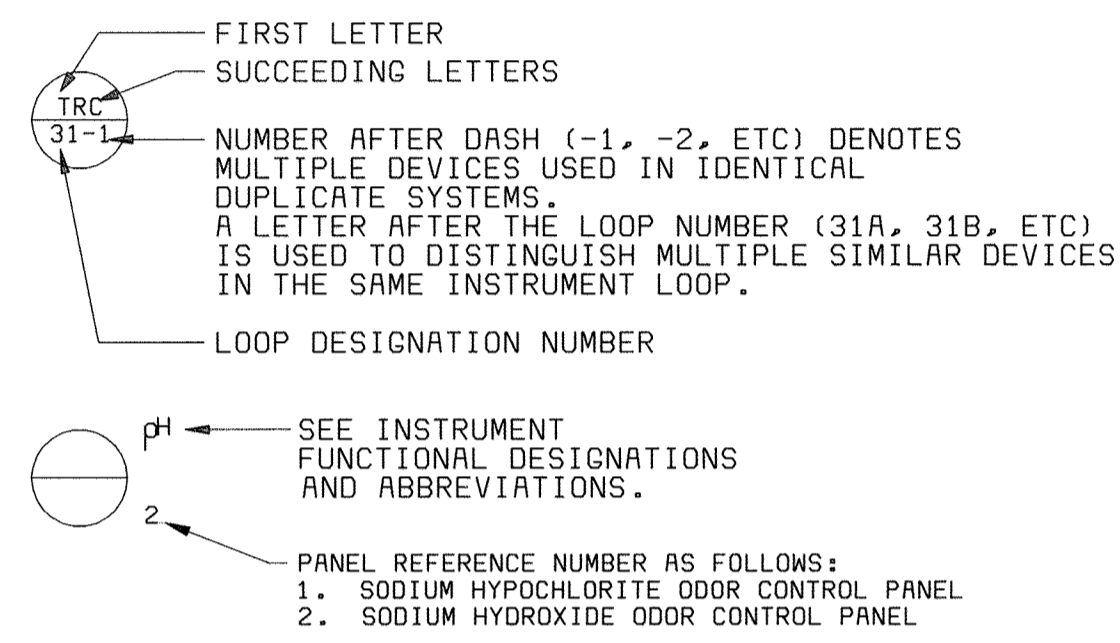 FIRST LETTER
SUCCEEDING LETTERS
TRC
31-1
NUMBER AFTER DASH (-1, -2, ETC) DENOTES
MULTIPLE DEVICES USED IN IDENTICAL
DUPLICATE SYSTEMS.
A LETTER AFTER THE LOOP NUMBER (31A, 31B, ETC)
IS USED TO DISTINGUISH MULTIPLE SIMILAR DEVICES
IN THE SAME INSTRUMENT LOOP.
LOOP DESIGNATION NUMBER
pH
SEE INSTRUMENT
FUNCTIONAL DESIGNATIONS
AND ABBREVIATIONS.
2
PANEL REFERENCE NUMBER AS FOLLOWS:
1. SODIUM HYPOCHLORITE ODOR CONTROL PANEL
2. SODIUM HYDROXIDE ODOR CONTROL PANEL